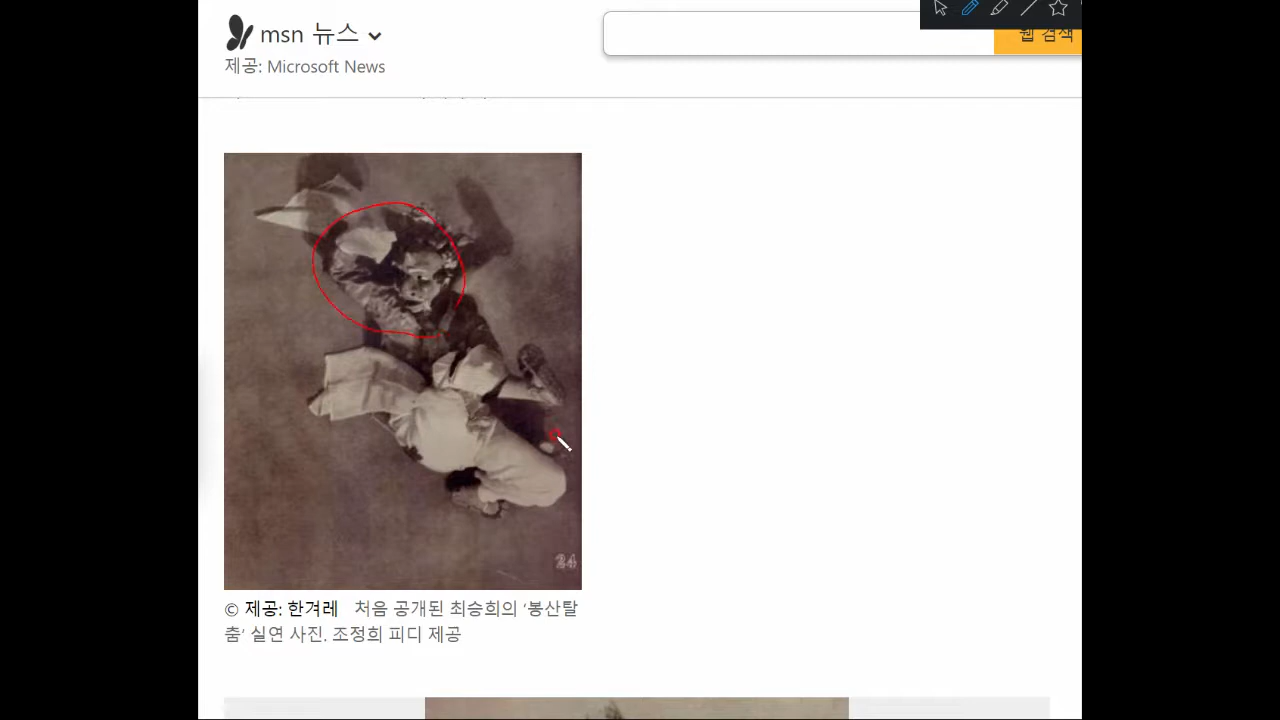 msn 뉴스
웹 검색
제공: Microsoft News
24
© 제공: 한겨레 처음 공개된 최승희의 ‘봉산탈
춤’ 실연 사진. 조정희 피디 제공